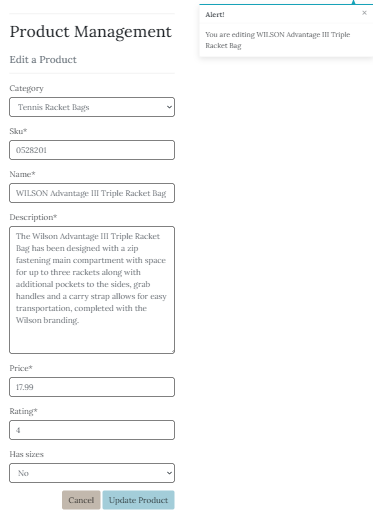 Product Management
Edit a Product
Category
Tennis Racket Bags
Sku*
0528201
Name*
WILSON Advantage III Triple Racket Bag
Description*
The Wilson Advantage III Triple Racket
Bag has been designed with a zip
fastening main compartment with space
for up to three rackets along with
additional pockets to the sides, grab
handles and a carry strap allows for easy
transportation, completed with the
Wilson branding.
Price*
17.99
Rating*
4
Has sizes
No
Cancel
Update Product
Alert!
×
You are editing WILSON Advantage III Triple
Racket Bag